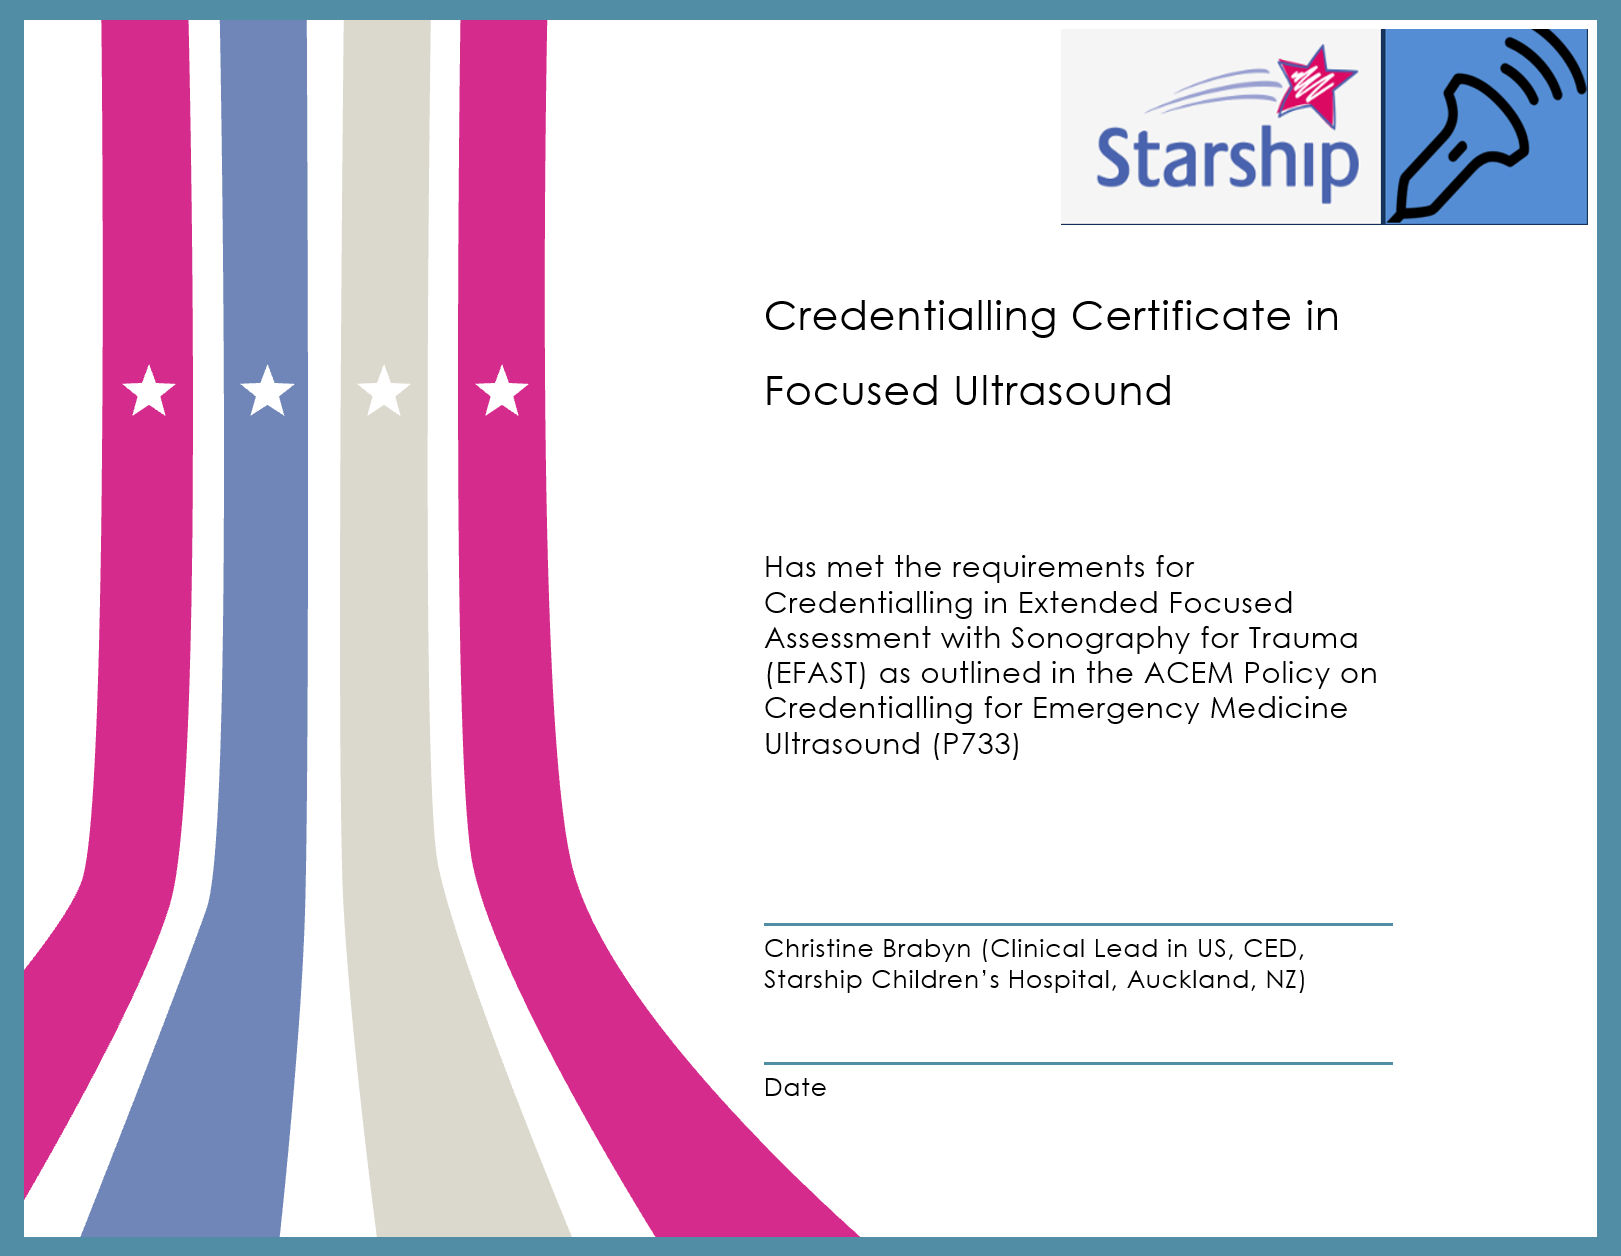 Starship
Credentialling Certificate in
Focused Ultrasound
Has met the requirements for
Credentialling in Extended Focused
Assessment with Sonography for Trauma
(EFAST) as outlined in the ACEM Policy on
Credentialling for Emergency Medicine
Ultrasound (P733)
Christine Brabyn (Clinical Lead in US, CED,
Starship Children’s Hospital, Auckland, NZ)
Date